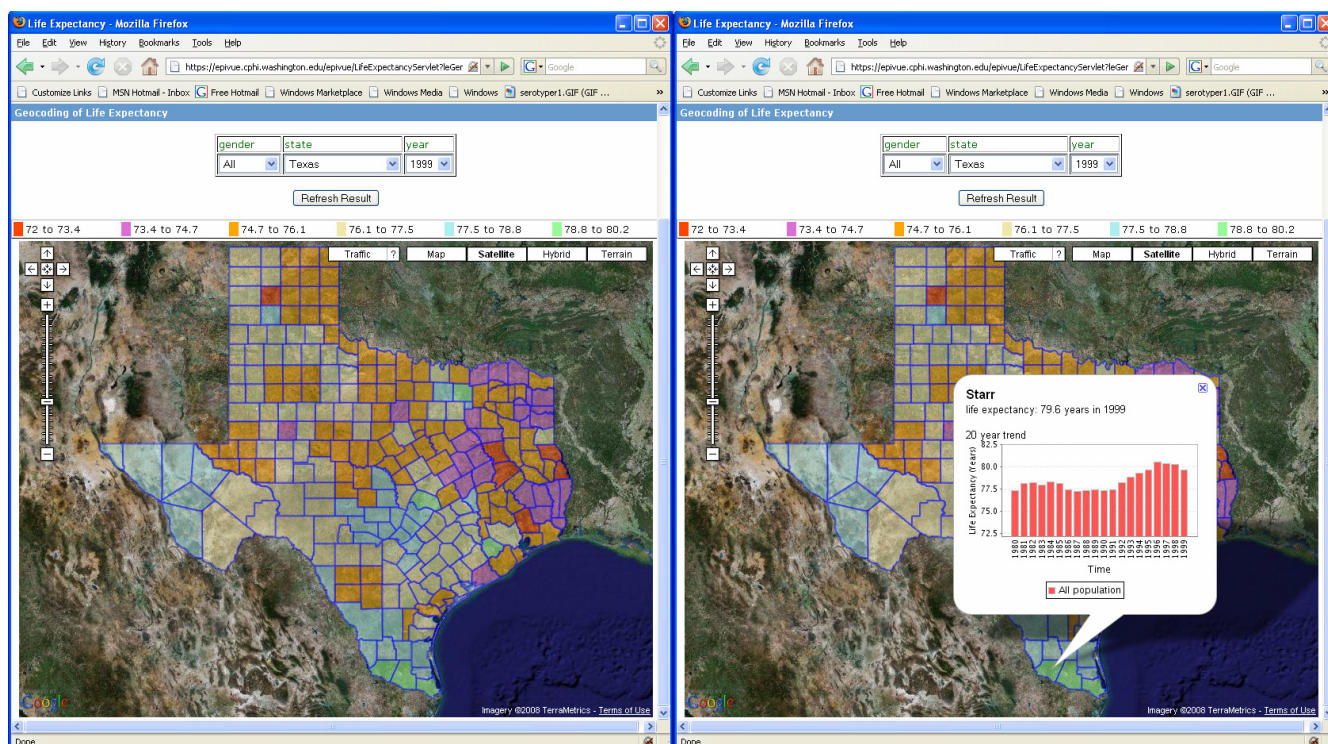 Life Expectancy - Mozilla Firefox
File Edit View History Bookmarks Tools Help
https://epivue.cphi.washington.edu/epivue/LifeExpectancyServlet?leGer G Google
Customize Links MSN Hotmail - Inbox Free Hotmail Windows Marketplace Windows Media Windows serotyper1.GIF (GIF ... »
Geocoding of Life Expectancy
gender state year
All Texas 1999
Refresh Result
72 to 73.4 73.4 to 74.7 74.7 to 76.1 76.1 to 77.5 77.5 to 78.8 78.8 to 80.2
Traffic ? Map Satellite Hybrid Terrain
Google
Imagery ©2008 TerraMetrics - Terms of Use
Done
Life Expectancy - Mozilla Firefox
File Edit View History Bookmarks Tools Help
https://epivue.cphi.washington.edu/epivue/LifeExpectancyServlet?leGer G Google
Customize Links MSN Hotmail - Inbox Free Hotmail Windows Marketplace Windows Media Windows serotyper1.GIF (GIF ... »
Geocoding of Life Expectancy
gender state year
All Texas 1999
Refresh Result
72 to 73.4 73.4 to 74.7 74.7 to 76.1 76.1 to 77.5 77.5 to 78.8 78.8 to 80.2
Traffic ? Map Satellite Hybrid Terrain
Starr
life expectancy: 79.6 years in 1999
20 year trend
Life Expectancy (Years)
82.5
80.0
77.5
75.0
72.5
1980 1981 1982 1983 1984 1985 1986 1987 1988 1989 1990 1991 1992 1993 1994 1995 1996 1997 1998 1999
Time
All population
Google
Imagery ©2008 TerraMetrics - Terms of Use
Done